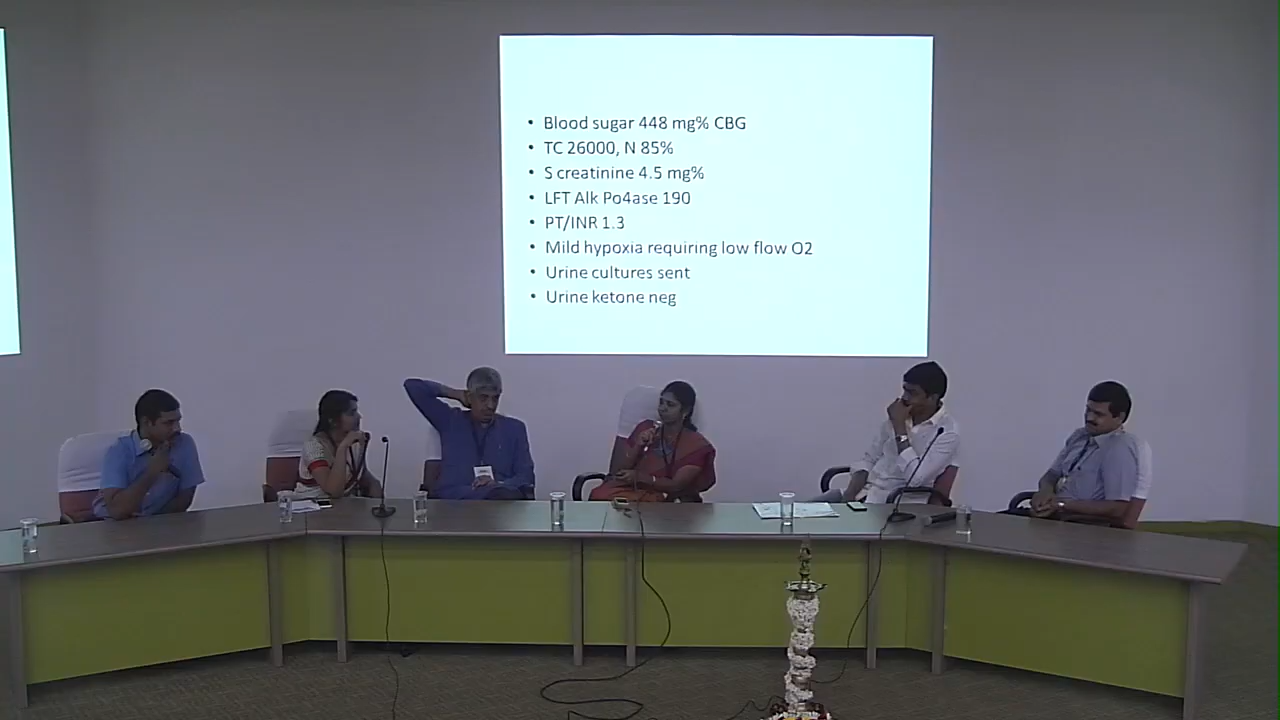 • Blood sugar 448 mg% CBG
• TC 26000, N 85%
• S creatinine 4.5 mg%
• LFT Alk Po4ase 190
• PT/INR 1.3
• Mild hypoxia requiring low flow O2
• Urine cultures sent
• Urine ketone neg